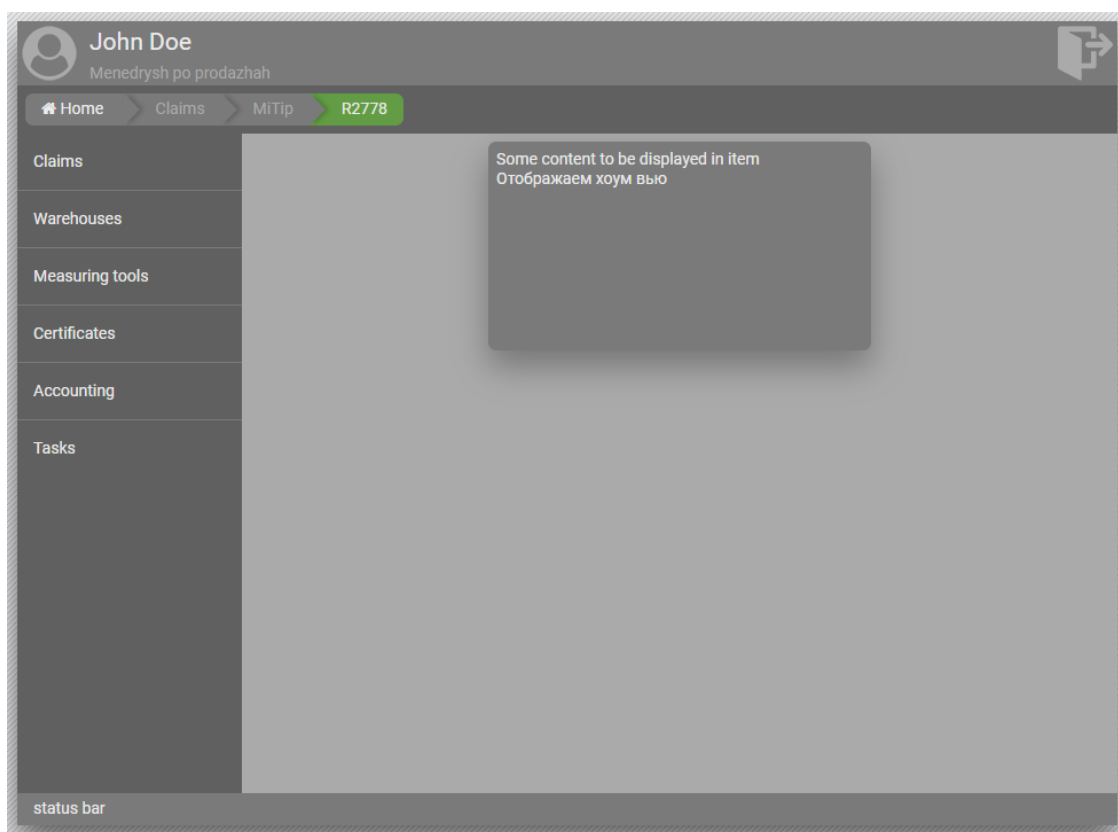 John Doe
Menedrysh po prodazhah
Home
Claims
MiTip
R2778
Claims
Warehouses
Measuring tools
Certificates
Accounting
Tasks
Some content to be displayed in item
Отображаем хоум вью
status bar